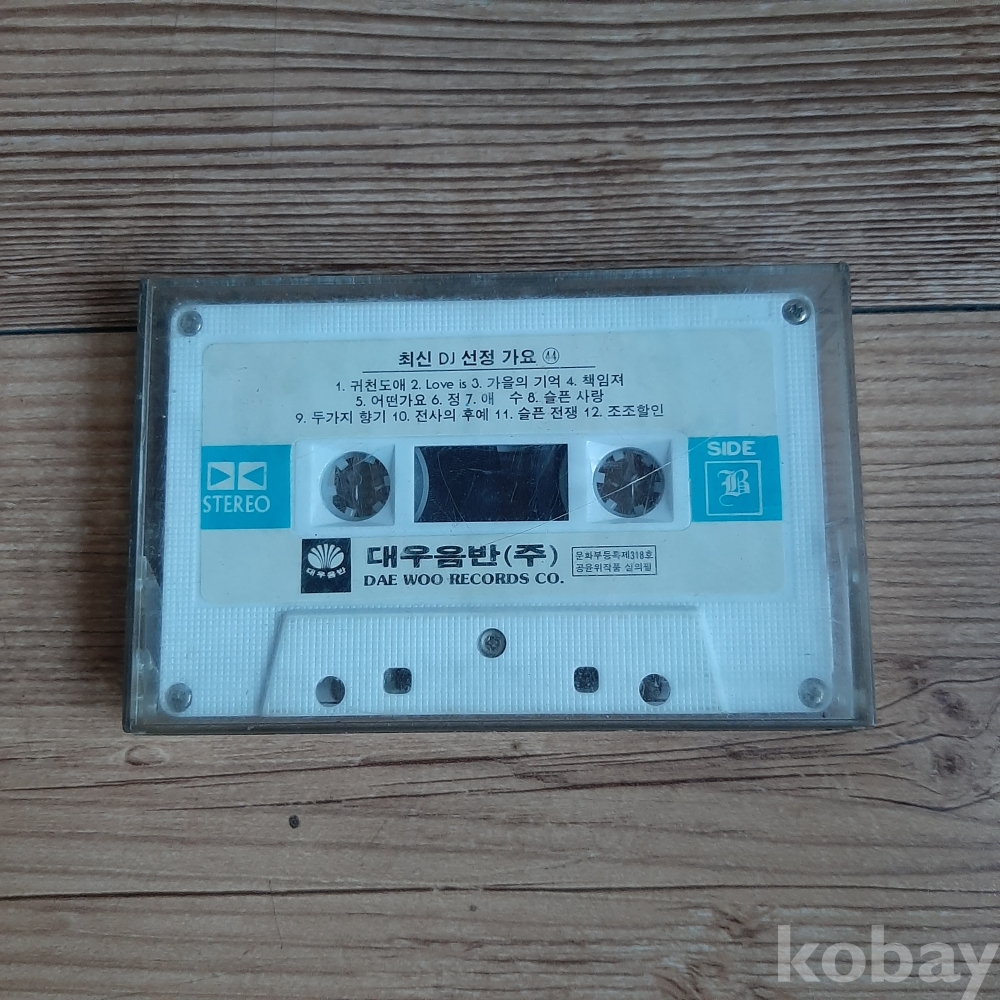 최신 DJ 선정 가요 ㊹
1. 귀천도애 2. Love is 3. 가을의 기억 4. 책임져
5. 어떤가요 6. 정 7. 애 수 8. 슬픈 사랑
9. 두가지 향기 10. 전사의 후예 11. 슬픈 전쟁 12. 조조할인
STEREO
SIDE
B
대우음반
대우음반(주)
DAE WOO RECORDS CO.
문화부등록제318호
공윤위작품 심의필
kobay